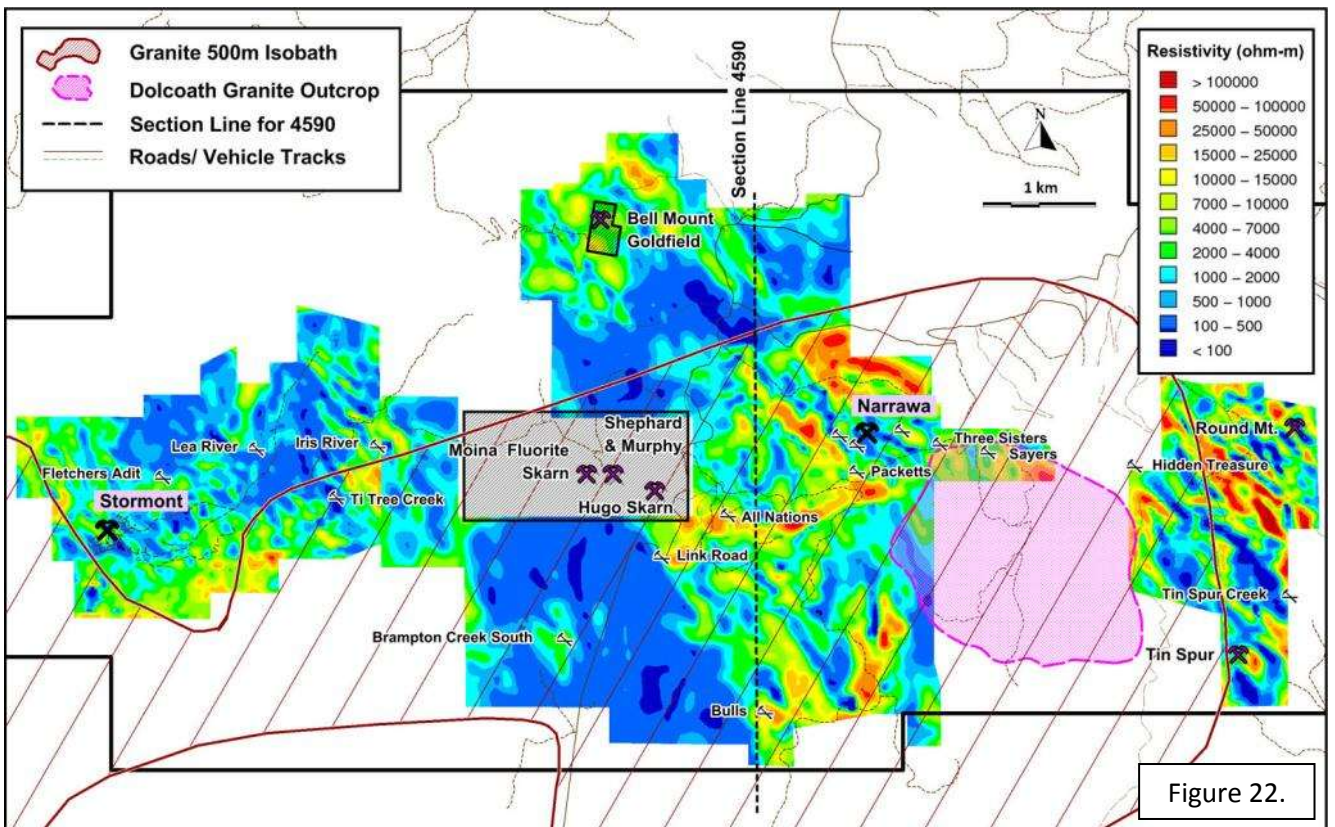 Granite 500m Isobath
Dolcoath Granite Outcrop
Section Line for 4590
Roads/ Vehicle Tracks
Section Line 4590
N
1 km
Resistivity (ohm-m)
> 100000
50000 – 100000
25000 – 50000
15000 – 25000
10000 – 15000
7000 – 10000
4000 – 7000
2000 – 4000
1000 – 2000
500 – 1000
100 – 500
< 100
Bell Mount
Goldfield
Narrawa
Round Mt.
Shephard
& Murphy
Moina Fluorite
Skarn
Hugo Skarn
Lea River
Iris River
Fletchers Adit
Stormont
Ti Tree Creek
Three Sisters
Sayers
Packetts
Hidden Treasure
All Nations
Link Road
Tin Spur Creek
Brampton Creek South
Tin Spur
Bulls
Figure 22.